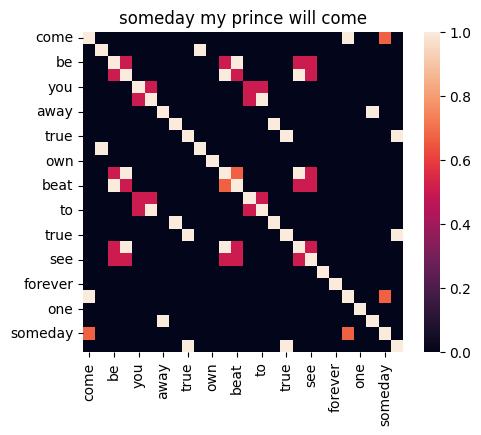 someday my prince will come
come
be
you
away
true
own
beat
to
true
see
forever
one
someday
1.0
0.8
0.6
0.4
0.2
0.0
come
be
you
away
true
own
beat
to
true
see
forever
one
someday